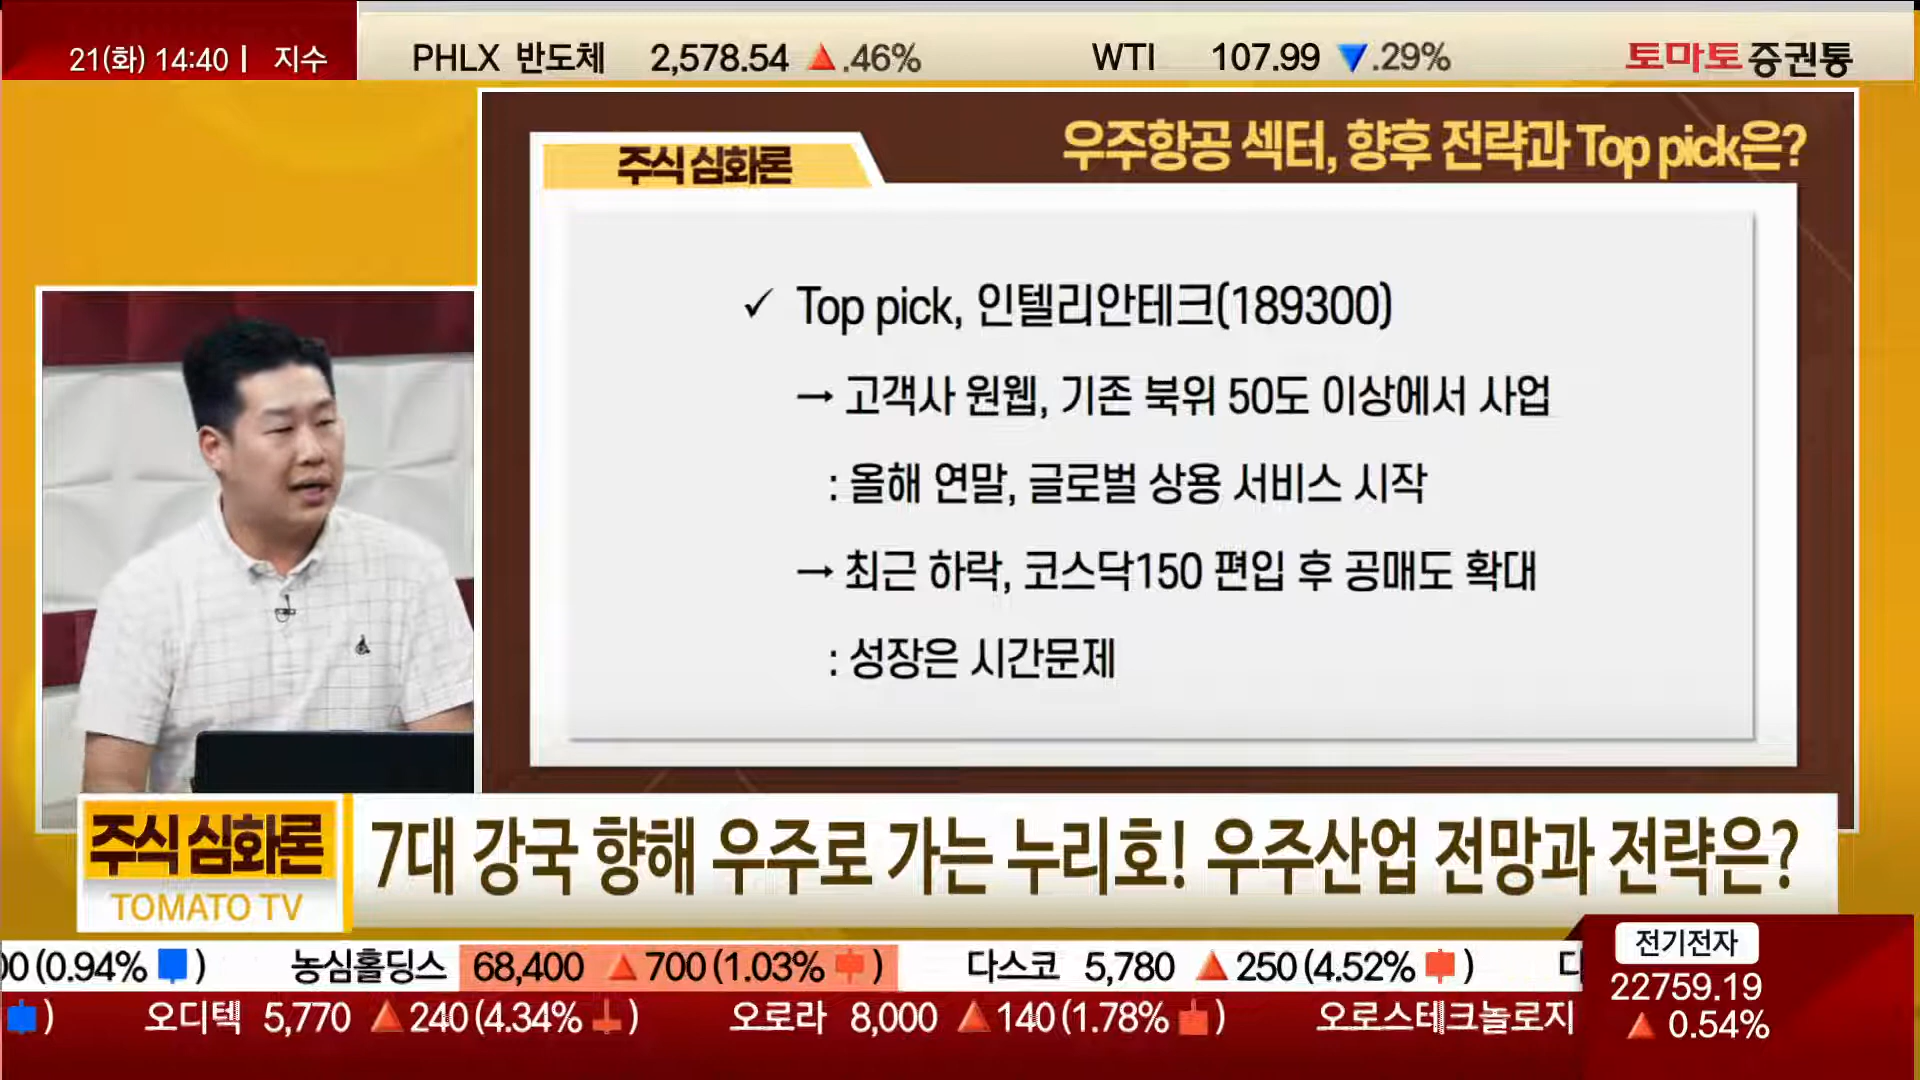 21(화) 14:40 | 지수
PHLX 반도체 2,578.54 ▲.46% WTI 107.99 ▼.29%
토마토증권통
우주항공 섹터, 향후 전략과 Top pick은?
주식 심화론
✓ Top pick, 인텔리안테크(189300)
→ 고객사 원웹, 기존 북위 50도 이상에서 사업
: 올해 연말, 글로벌 상용 서비스 시작
→ 최근 하락, 코스닥150 편입 후 공매도 확대
: 성장은 시간문제
주식 심화론
TOMATO TV
7대 강국 향해 우주로 가는 누리호! 우주산업 전망과 전략은?
00 (0.94% ) 농심홀딩스 68,400 ▲700 (1.03% ) 다스코 5,780 ▲250 (4.52% )
) 오디텍 5,770 ▲240 (4.34% ) 오로라 8,000 ▲140 (1.78% ) 오로스테크놀로지
전기전자
22759.19
▲ 0.54%